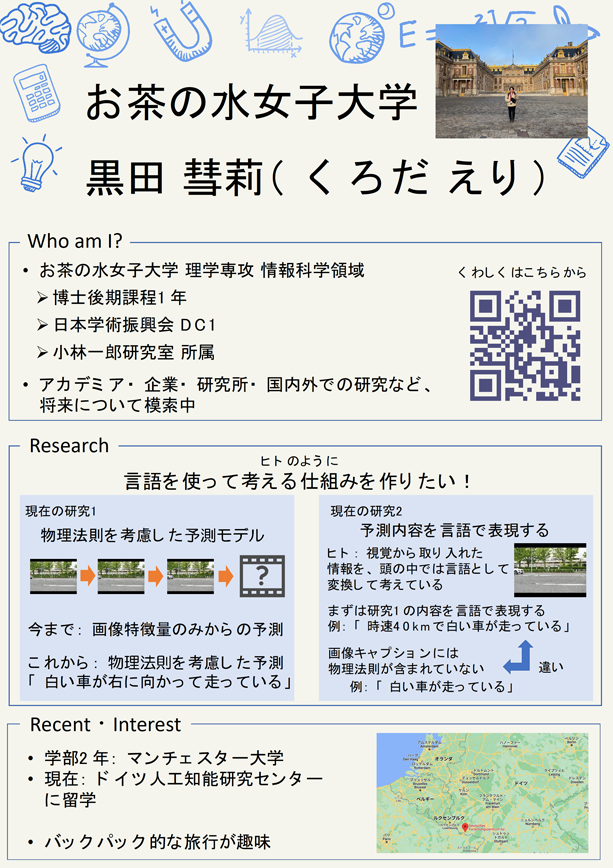 お茶の水女子大学
黒田 彗莉( くろだ えり)
Who am I?
• お茶の水女子大学 理学専攻 情報科学領域
➢博士後期課程1 年
➢日本学術振興会 DC1
➢小林一郎研究室 所属
• アカデミア・ 企業・ 研究所・ 国内外での研究など、
将来について模索中
くわしくはこちらから
Research
ヒトのように
言語を使って考える仕組みを作りたい！
現在の研究1
物理法則を考慮した予測モデル
?
今まで: 画像特徴量のみからの予測
これから: 物理法則を考慮した予測
「 白い車が右に向かって走っている」
現在の研究2
予測内容を言語で表現する
ヒト: 視覚から取り入れた
情報を、頭の中では言語として
変換して考えている
まずは研究1の内容を言語で表現する
例:「 時速40kmで白い車が走っている」
画像キャプションには
物理法則が含まれていない
違い
例:「 白い車が走っている」
Recent・Interest
• 学部2 年: マンチェスター大学
• 現在: ドイツ人工知能研究センター
に留学
• バックパック的な旅行が趣味
オランダ
ドイツ
ベルギー
ルクセンブルク